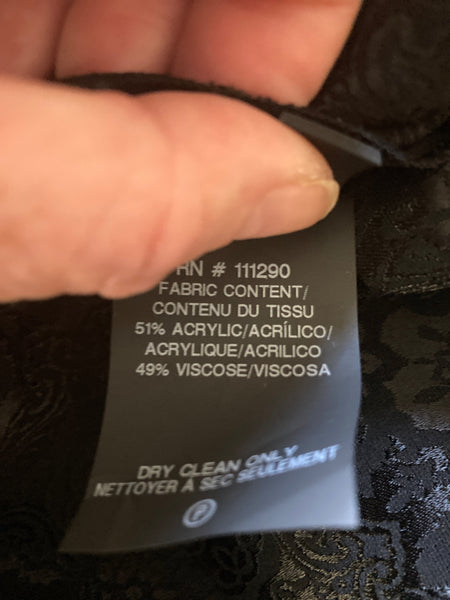 RN # 111290
FABRIC CONTENT/
CONTENU DU TISSU
51% ACRYLIC/ACRÍLICO/
ACRYLIQUE/ACRILICO
49% VISCOSE/VISCOSA
DRY CLEAN ONLY
NETTOYER À SEC SEULEMENT
P